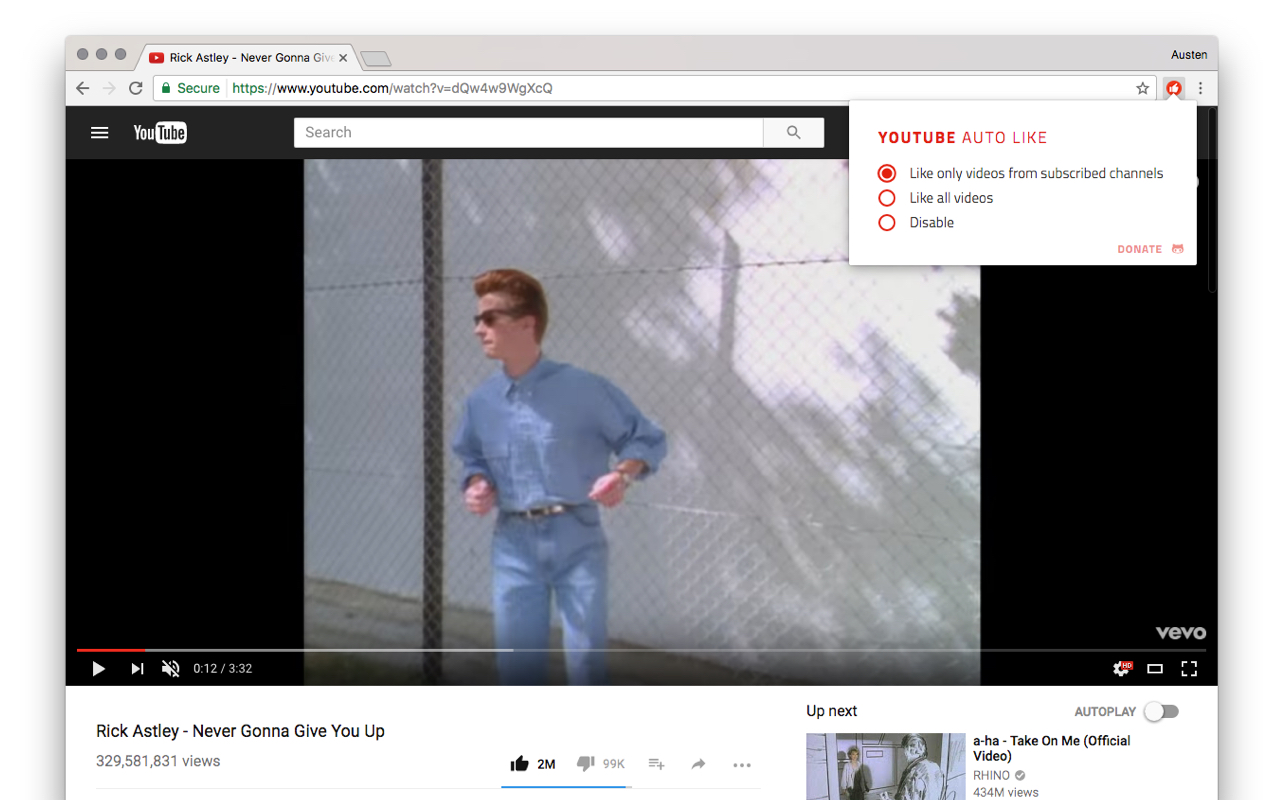 Rick Astley - Never Gonna Giv
Austen
Secure https://www.youtube.com/watch?v=dQw4w9WgXcQ
YouTube
Search
YOUTUBE AUTO LIKE
Like only videos from subscribed channels
Like all videos
Disable
DONATE
vevo
0:12 / 3:32
HD
Rick Astley - Never Gonna Give You Up
329,581,831 views
2M
99K
Up next
AUTOPLAY
a-ha - Take On Me (Official
Video)
RHINO
434M views